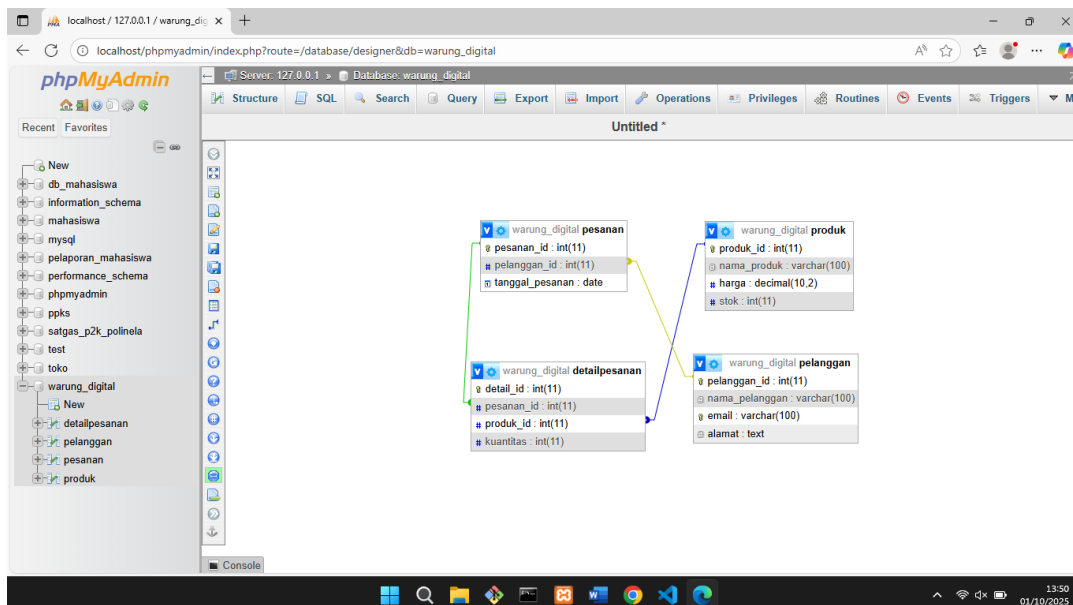 localhost / 127.0.0.1 / warung_dig
localhost/phpmyadmin/index.php?route=/database/designer&db=warung_digital
phpMyAdmin
Recent Favorites
New
db_mahasiswa
information_schema
mahasiswa
mysql
pelaporan_mahasiswa
performance_schema
phpmyadmin
ppks
satgas_p2k_polinela
test
toko
warung_digital
New
detailpesanan
pelanggan
pesanan
produk
Server: 127.0.0.1 » Database: warung_digital
Structure SQL Search Query Export Import Operations Privileges Routines Events Triggers M
Untitled *
warung_digital pesanan
pesanan_id : int(11)
pelanggan_id : int(11)
tanggal_pesanan : date
warung_digital produk
produk_id : int(11)
nama_produk : varchar(100)
harga : decimal(10,2)
stok : int(11)
warung_digital detailpesanan
detail_id : int(11)
pesanan_id : int(11)
produk_id : int(11)
kuantitas : int(11)
warung_digital pelanggan
pelanggan_id : int(11)
nama_pelanggan : varchar(100)
email : varchar(100)
alamat : text
Console
13:50
01/10/2025